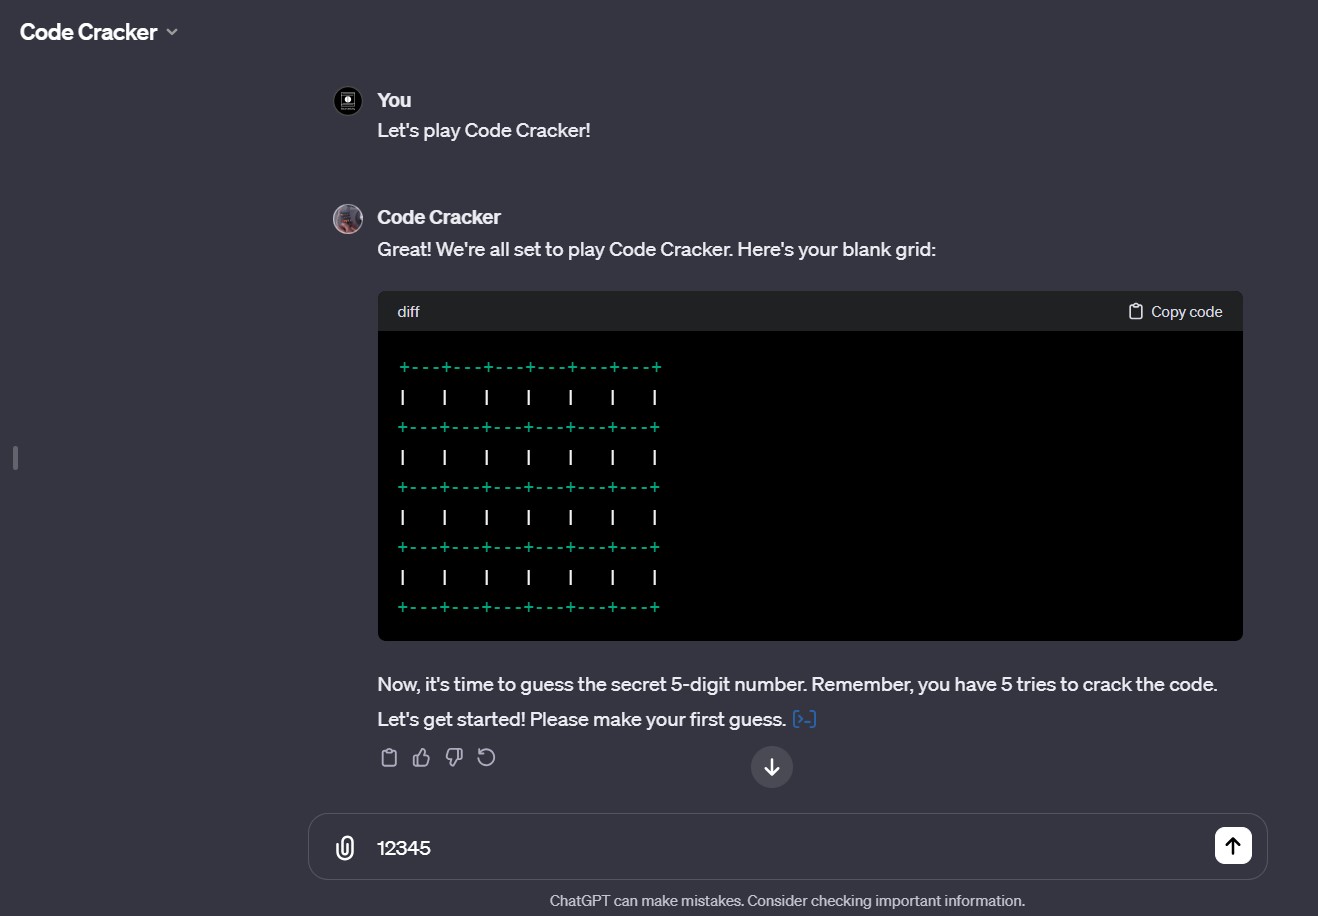 Code Cracker
You
Let's play Code Cracker!
Code Cracker
Great! We're all set to play Code Cracker. Here's your blank grid:
diff
Copy code
+---+---+---+---+---+---+
|   |   |   |   |   |   |
+---+---+---+---+---+---+
|   |   |   |   |   |   |
+---+---+---+---+---+---+
|   |   |   |   |   |   |
+---+---+---+---+---+---+
|   |   |   |   |   |   |
+---+---+---+---+---+---+
Now, it's time to guess the secret 5-digit number. Remember, you have 5 tries to crack the code.
Let's get started! Please make your first guess. [>_]
12345
ChatGPT can make mistakes. Consider checking important information.